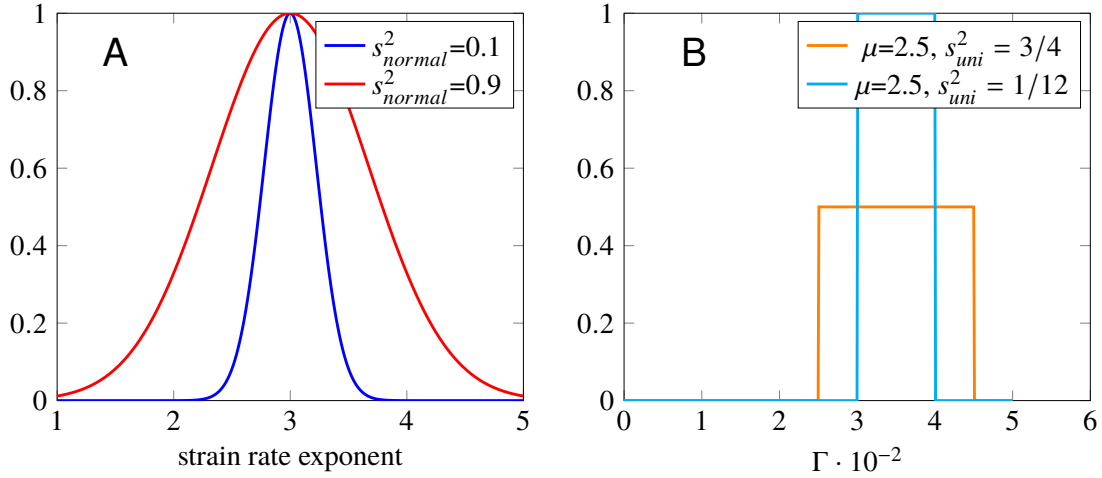 A
s²normal=0.1
s²normal=0.9
1
0.8
0.6
0.4
0.2
0
1 2 3 4 5
strain rate exponent
B
μ=2.5, s²uni = 3/4
μ=2.5, s²uni = 1/12
1
0.8
0.6
0.4
0.2
0
0 1 2 3 4 5 6
Γ · 10⁻²